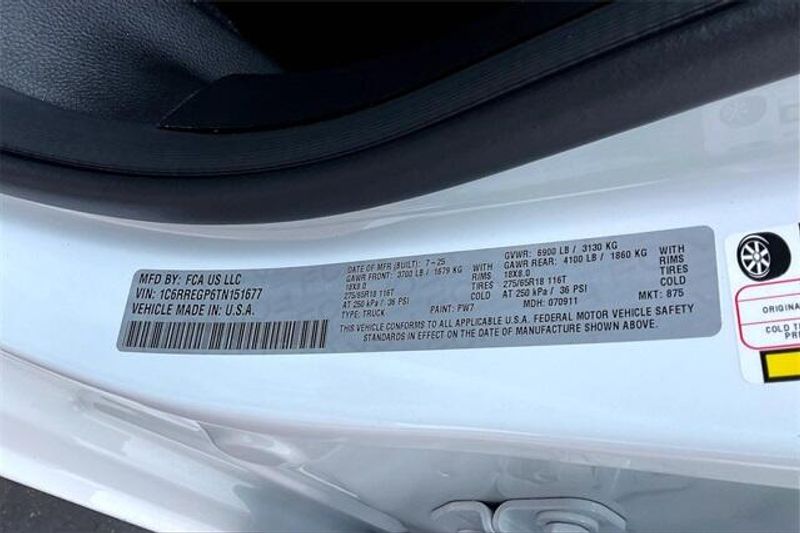 MFD BY: FCA US LLC
VIN: 1C6RREGP6TN151677
VEHICLE MADE IN: U.S.A.
DATE OF MFR (BUILT): 7-25
GAWR FRONT: 3700 LB / 1679 KG
18X8.0
275/65R18 116T
AT 250 kPa / 36 PSI
TYPE: TRUCK
WITH
RIMS
TIRES
COLD
PAINT: PW7
GVWR: 6900 LB / 3130 KG
GAWR REAR: 4100 LB / 1860 KG
18X8.0
275/65R18 116T
AT 250 kPa / 36 PSI
MDH: 070911
WITH
RIMS
TIRES
COLD
MKT: 875
THIS VEHICLE CONFORMS TO ALL APPLICABLE U.S.A. FEDERAL MOTOR VEHICLE SAFETY
STANDARDS IN EFFECT ON THE DATE OF MANUFACTURE SHOWN ABOVE.
ORIGINA
COLD T
PRE